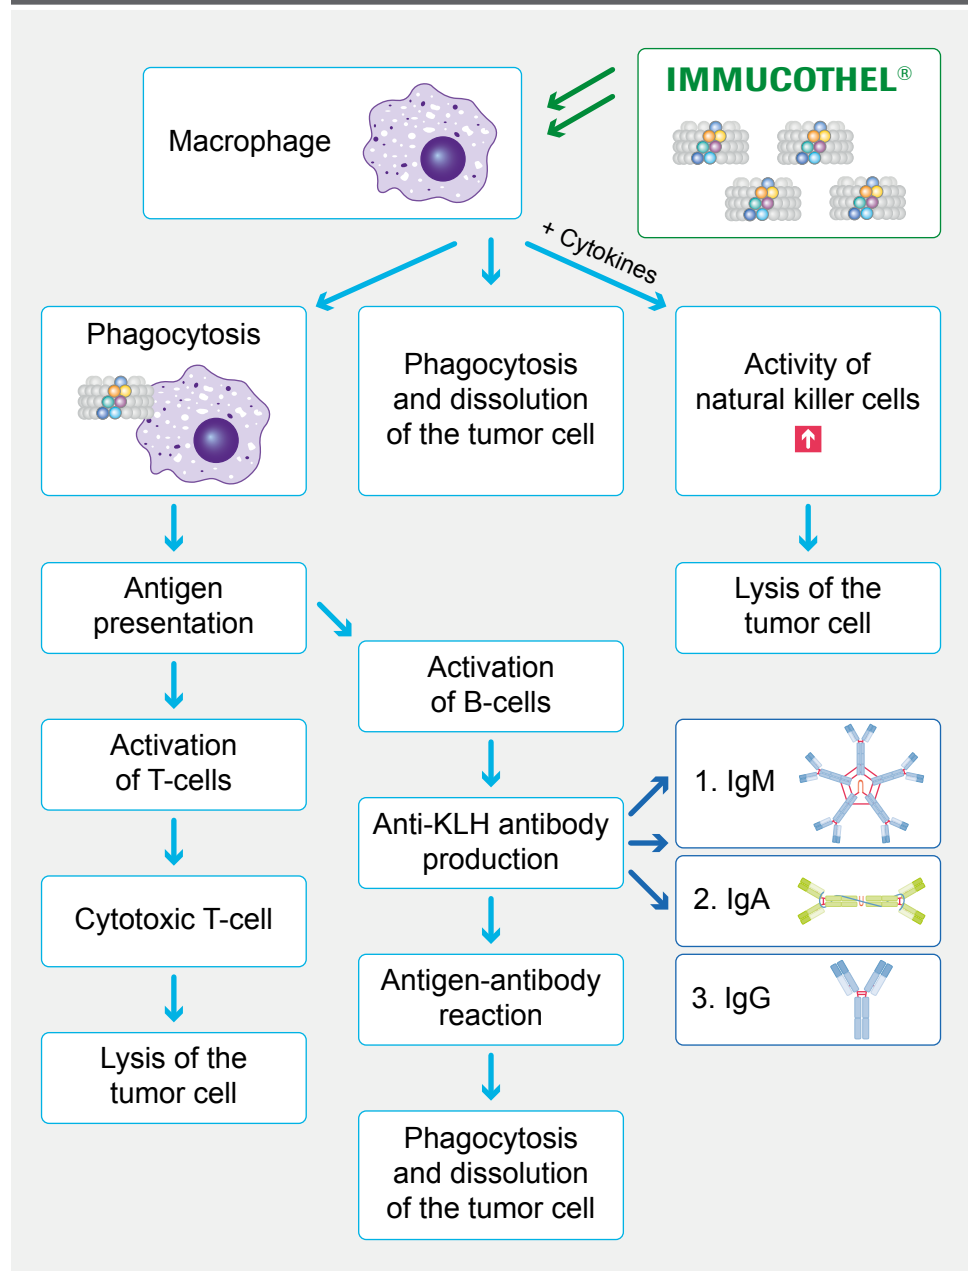 IMMUCOTHEL®
Macrophage
+ Cytokines
Phagocytosis
Phagocytosis
and dissolution
of the tumor cell
Activity of
natural killer cells
Antigen
presentation
Lysis of the
tumor cell
Activation
of B-cells
Activation
of T-cells
1. IgM
Anti-KLH antibody
production
2. IgA
Cytotoxic T-cell
Antigen-antibody
reaction
3. IgG
Lysis of the
tumor cell
Phagocytosis
and dissolution
of the tumor cell